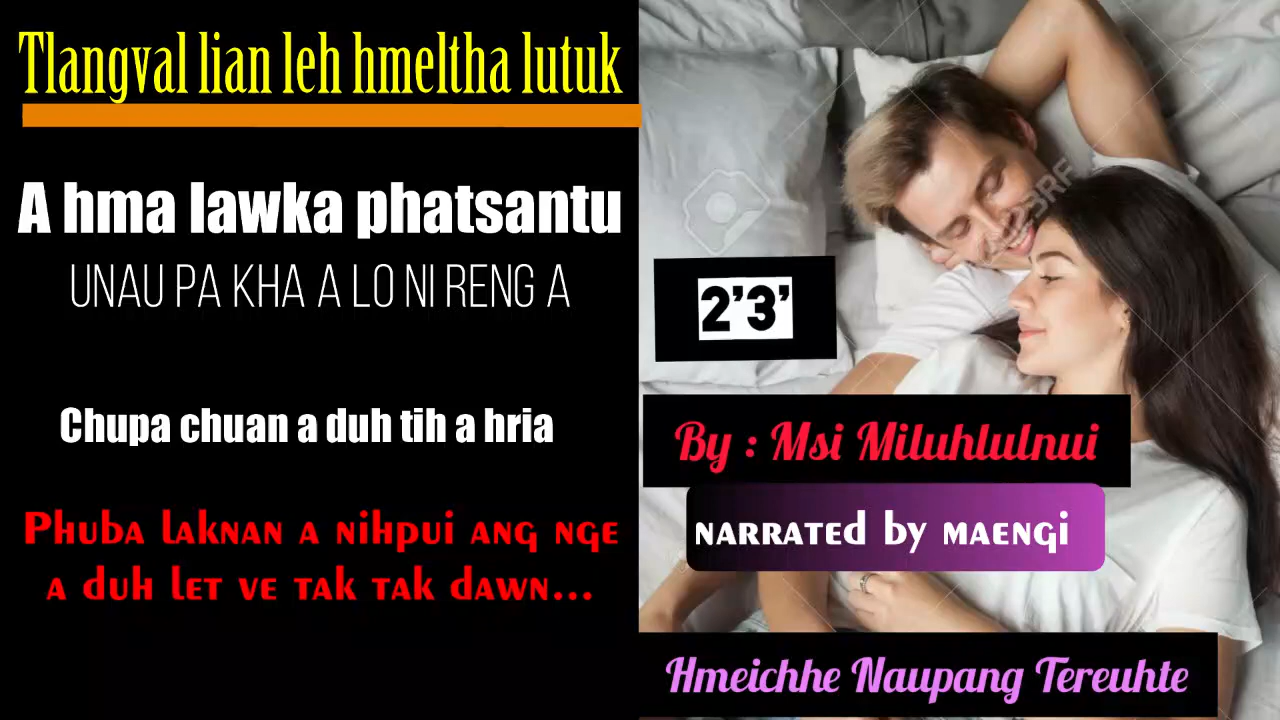 Tlangval lian leh hmeltha lutuk
A hma lawka phatsantu
UNAU PA KHA A LO NI RENG A
Chupa chuan a duh tih a hria
Phuba laknan a nihpui ang nge
a duh let ve tak tak dawn...
2'3'
By : Msi Miluhlulnui
NARRATEd by MAENGi
Hmeichhe Naupang Tereuhte